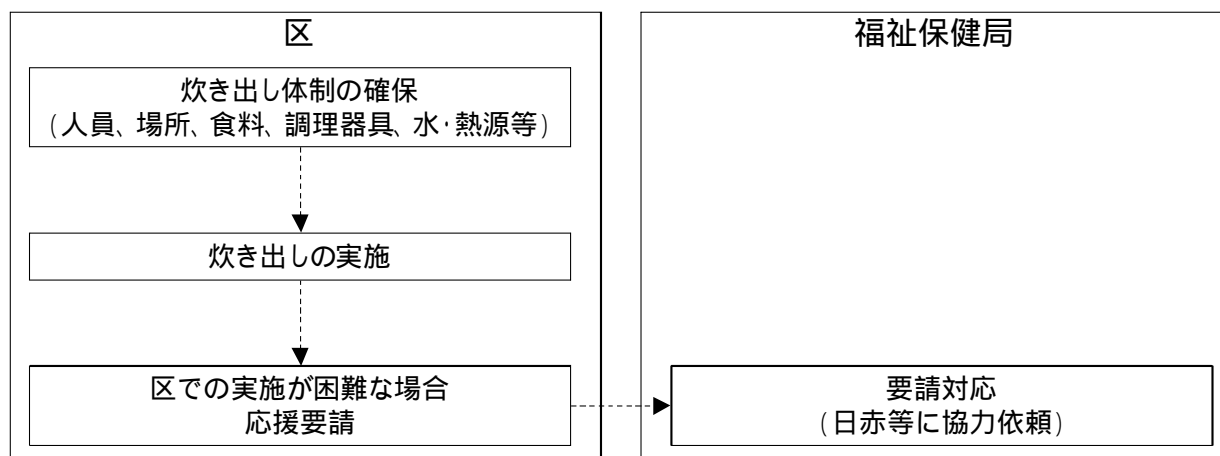 区
炊き出し体制の確保
(人員、場所、食料、調理器具、水・熱源等)
炊き出しの実施
区での実施が困難な場合
応援要請
福祉保健局
要請対応
(日赤等に協力依頼)